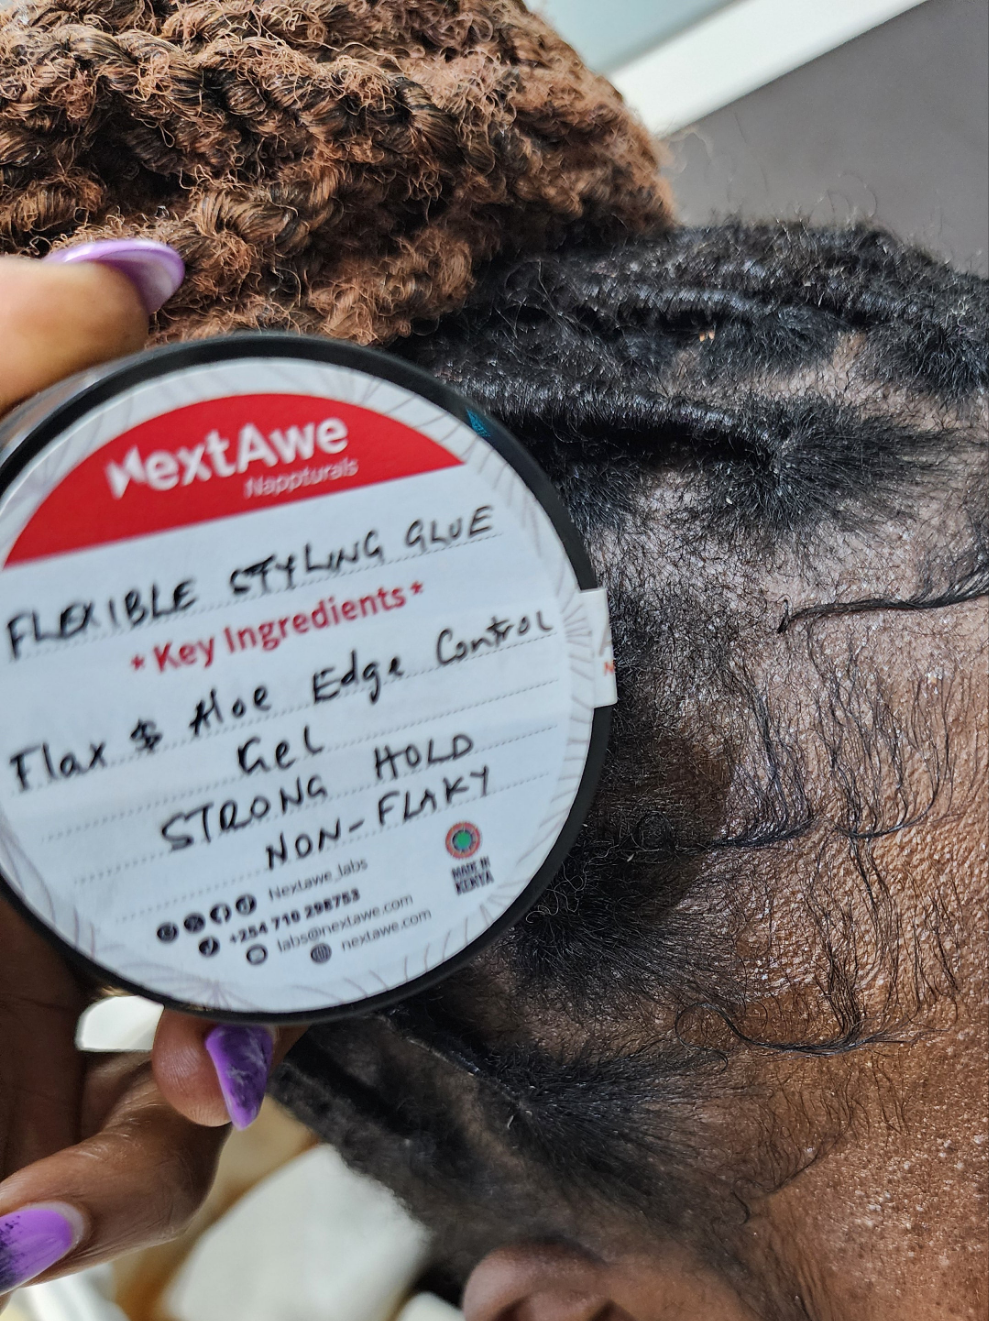 NextAwe
Nappturals
FLEXIBLE STYLING GLUE
*Key Ingredients*
Flax $ Aloe Edge Control
Gel
STRONG HOLD
NON-FLAKY
Nextawe_labs
+254 710 298753
labs@nextawe.com
nextawe.com
MADE IN
KENYA